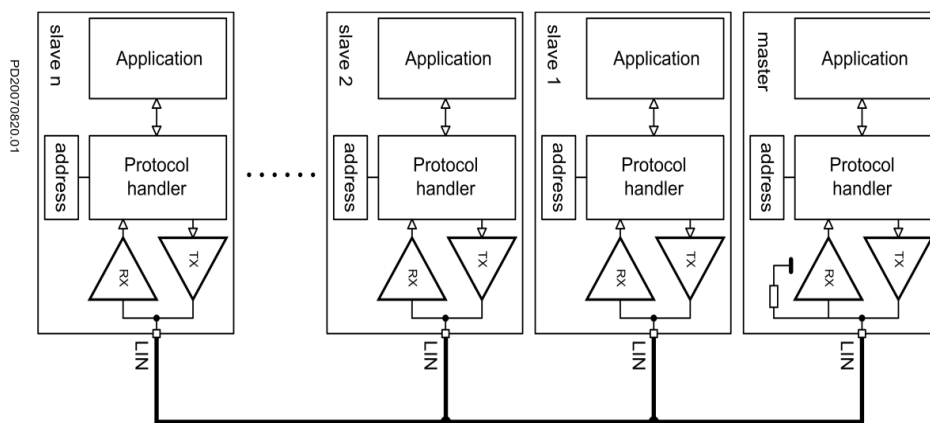 PD20070820.01
slave n
Application
Protocol
handler
address
RX
TX
LIN
slave 2
Application
Protocol
handler
address
RX
TX
LIN
slave 1
Application
Protocol
handler
address
RX
TX
LIN
master
Application
Protocol
handler
address
RX
TX
LIN